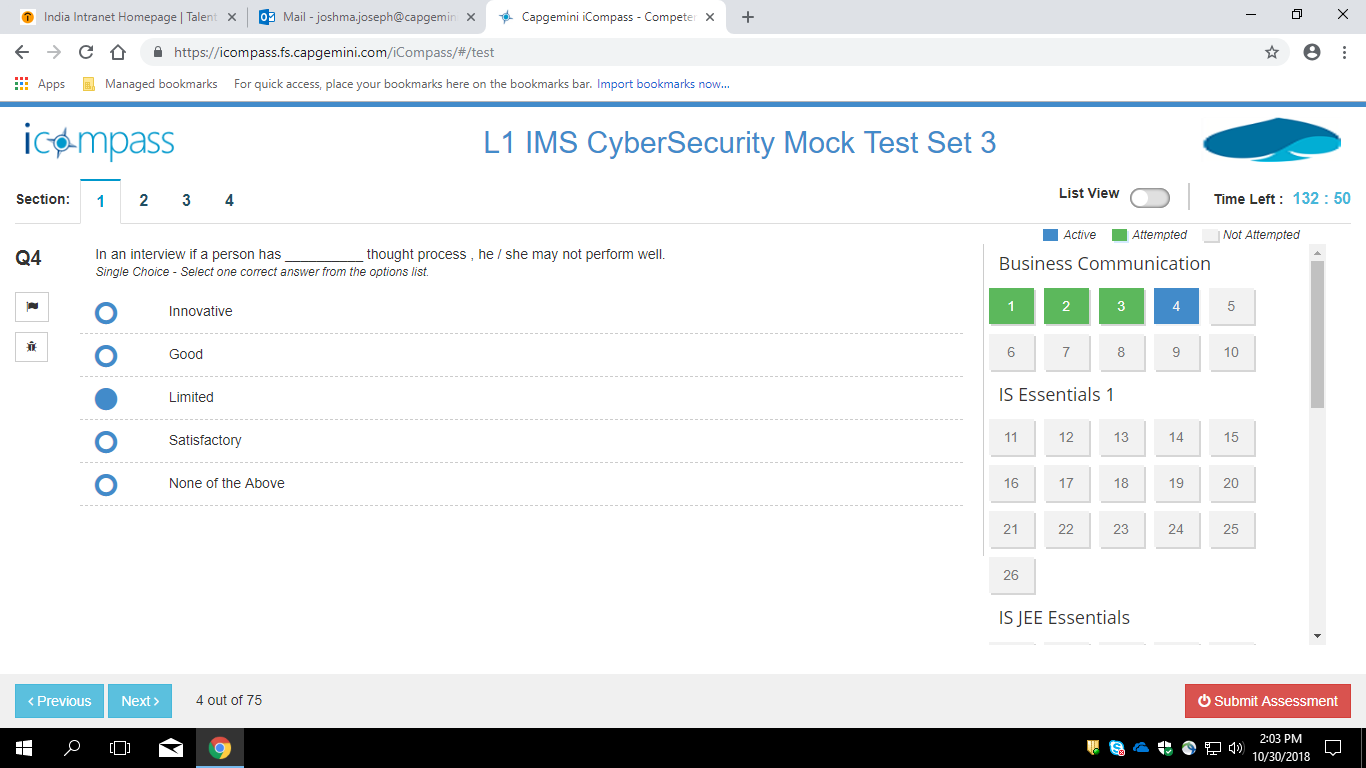 India Intranet Homepage | Talent
Mail - joshma.joseph@capgemin
Capgemini iCompass - Competer
https://icompass.fs.capgemini.com/iCompass/#/test
Apps Managed bookmarks For quick access, place your bookmarks here on the bookmarks bar. Import bookmarks now...
icompass
L1 IMS CyberSecurity Mock Test Set 3
Section: 1 2 3 4
List View
Time Left : 132 : 50
Active Attempted Not Attempted
Q4
In an interview if a person has __________ thought process , he / she may not perform well.
Single Choice - Select one correct answer from the options list.
Innovative
Good
Limited
Satisfactory
None of the Above
Business Communication
1 2 3 4 5
6 7 8 9 10
IS Essentials 1
11 12 13 14 15
16 17 18 19 20
21 22 23 24 25
26
IS JEE Essentials
Previous Next 4 out of 75
Submit Assessment
2:03 PM
10/30/2018